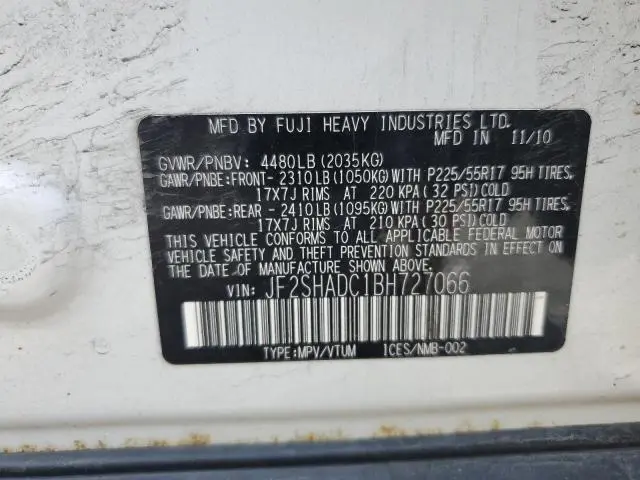 MFD BY FUJI HEAVY INDUSTRIES LTD.
MFD IN 11/10
GVWR/PNBV: 4480LB (2035KG)
GAWR/PNBE:FRONT- 2310LB (1050KG) WITH P225/55R17 95H TIRES,
17X7J RIMS AT 220 KPA ( 32 PSI) COLD
GAWR/PNBE:REAR - 2410LB (1095KG) WITH P225/55R17 95H TIRES,
17X7J RIMS AT 210 KPA ( 30 PSI) COLD
THIS VEHICLE CONFORMS TO ALL APPLICABLE FEDERAL MOTOR
VEHICLE SAFETY AND THEFT PREVENTION STANDARDS IN EFFECT ON
THE DATE OF MANUFACTURE SHOWN ABOVE.
VIN: JF2SHADC1BH727066
TYPE:MPV/VTUM ICES/NMB-002